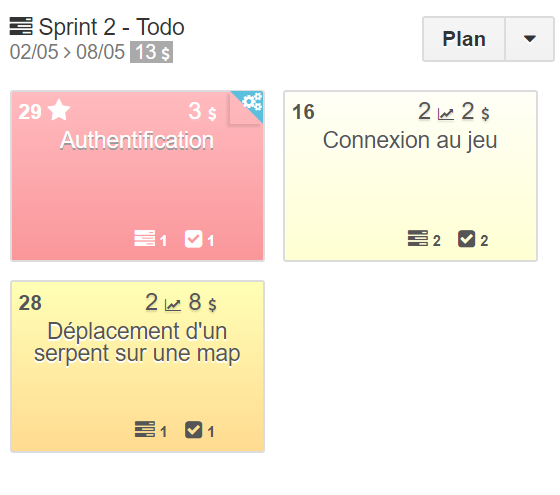 Sprint 2 - Todo
02/05 > 08/05 13 $
Plan
29 3 $
Authentification
1 1
16 2 2 $
Connexion au jeu
2 2
28 2 8 $
Déplacement d'un
serpent sur une map
1 1